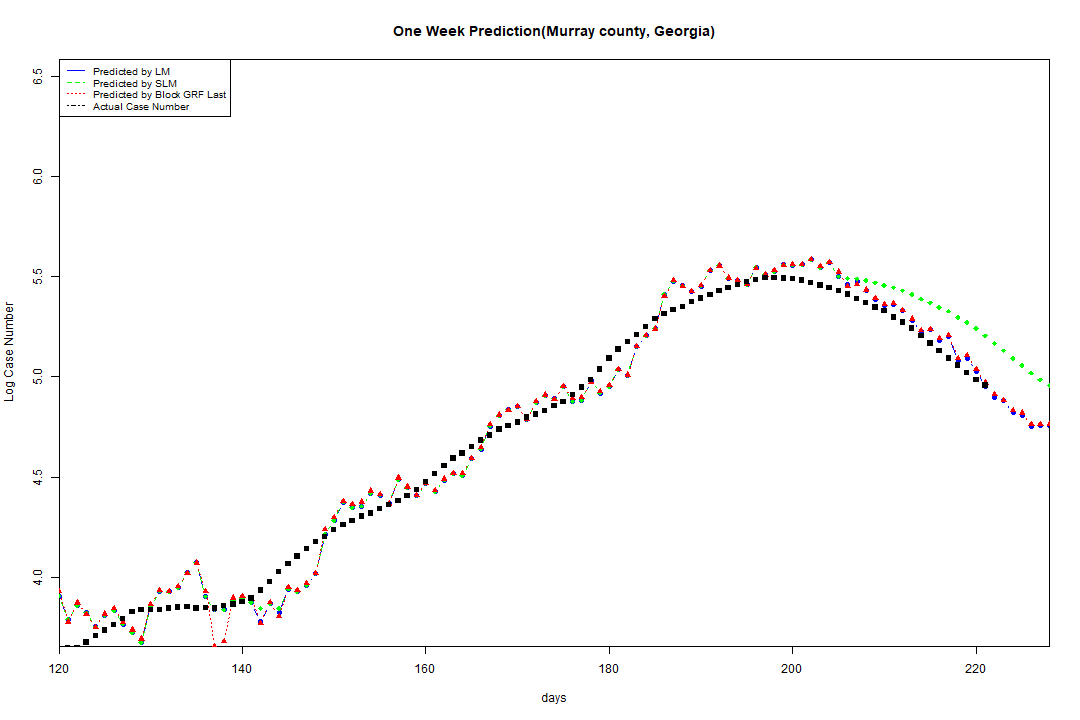 One Week Prediction(Murray county, Georgia)
Predicted by LM
Predicted by SLM
Predicted by Block GRF Last
Actual Case Number
6.5
6.0
5.5
5.0
4.5
4.0
Log Case Number
120 140 160 180 200 220
days